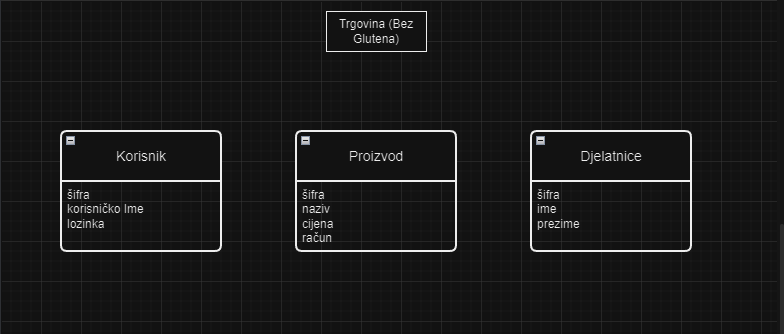 Trgovina (Bez
Glutena)
Korisnik
šifra
korisničko Ime
lozinka
Proizvod
šifra
naziv
cijena
račun
Djelatnice
šifra
ime
prezime